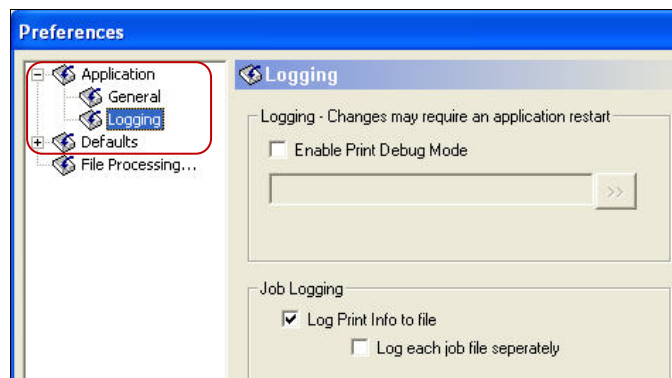 Preferences
Application
General
Logging
Defaults
File Processing...
Logging
Logging - Changes may require an application restart
Enable Print Debug Mode
>>
Job Logging
Log Print Info to file
Log each job file seperately